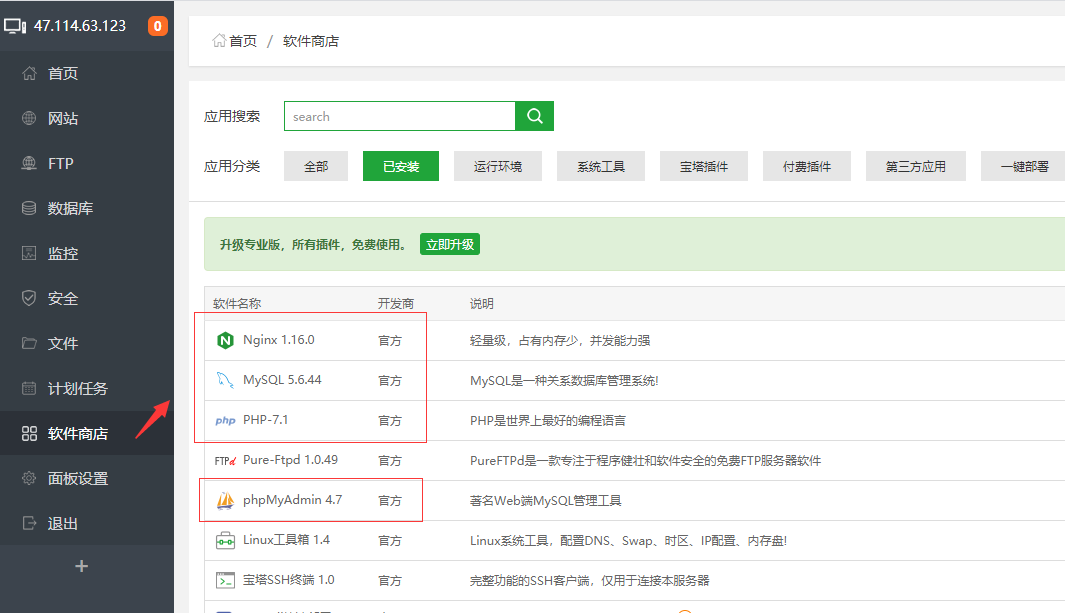 47.114.63.123 0
首页
网站
FTP
数据库
监控
安全
文件
计划任务
软件商店
面板设置
退出
首页 / 软件商店
应用搜索 search
应用分类 全部 已安装 运行环境 系统工具 宝塔插件 付费插件 第三方应用 一键部署
升级专业版，所有插件，免费使用。 立即升级
软件名称 开发商 说明
Nginx 1.16.0 官方 轻量级，占有内存少，并发能力强
MySQL 5.6.44 官方 MySQL是一种关系数据库管理系统!
php PHP-7.1 官方 PHP是世界上最好的编程语言
FTPd Pure-Ftpd 1.0.49 官方 PureFTPd是一款专注于程序健壮和软件安全的免费FTP服务器软件
phpMyAdmin 4.7 官方 著名Web端MySQL管理工具
Linux工具箱 1.4 官方 Linux系统工具，配置DNS、Swap、时区、IP配置、内存盘!
宝塔SSH终端 1.0 官方 完整功能的SSH客户端，仅用于连接本服务器